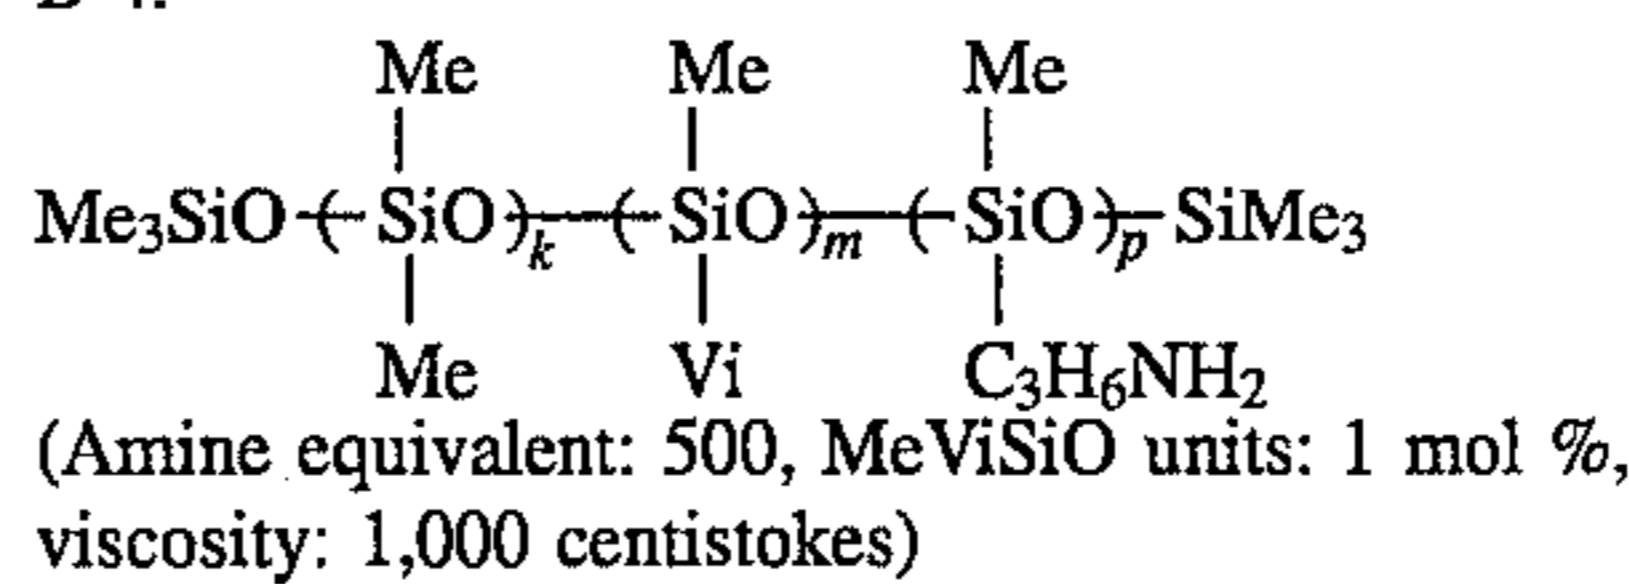 Me Me Me
Me₃SiO-(-SiO)ₖ—(-SiO)ₘ—(-SiO)ₚ-SiMe₃
Me Vi C₃H₆NH₂
(Amine equivalent: 500, MeViSiO units: 1 mol %,
viscosity: 1,000 centistokes)